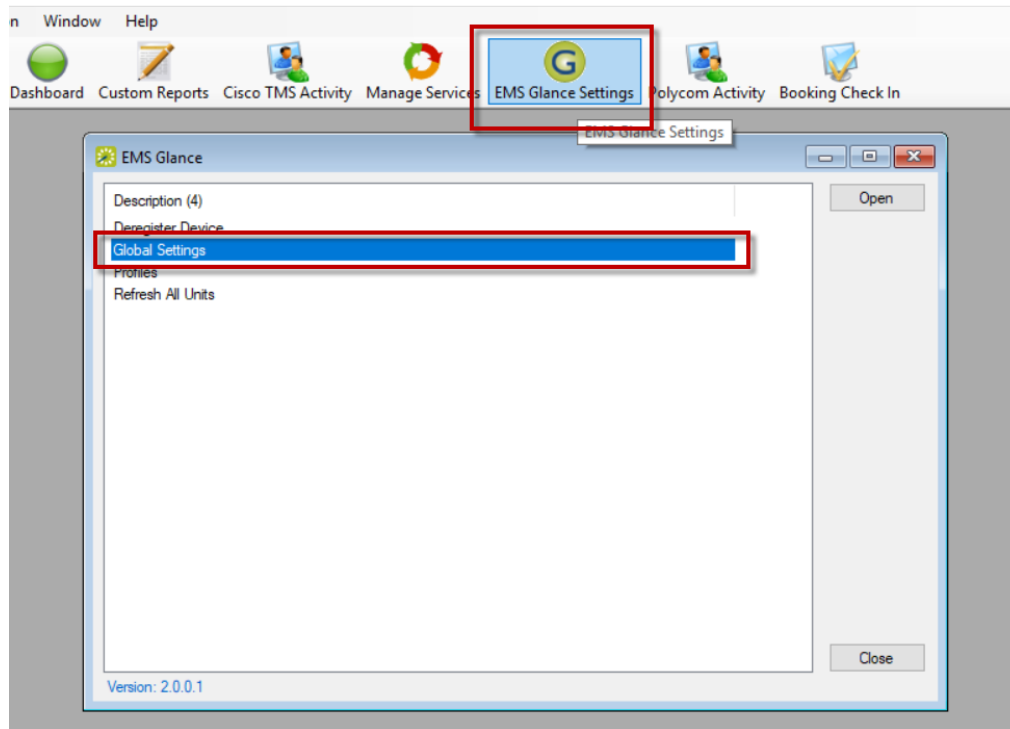 n Window Help
Dashboard Custom Reports Cisco TMS Activity Manage Services EMS Glance Settings Polycom Activity Booking Check In
EMS Glance Settings
EMS Glance
Description (4)
Open
Deregister Device
Global Settings
Profiles
Refresh All Units
Close
Version: 2.0.0.1